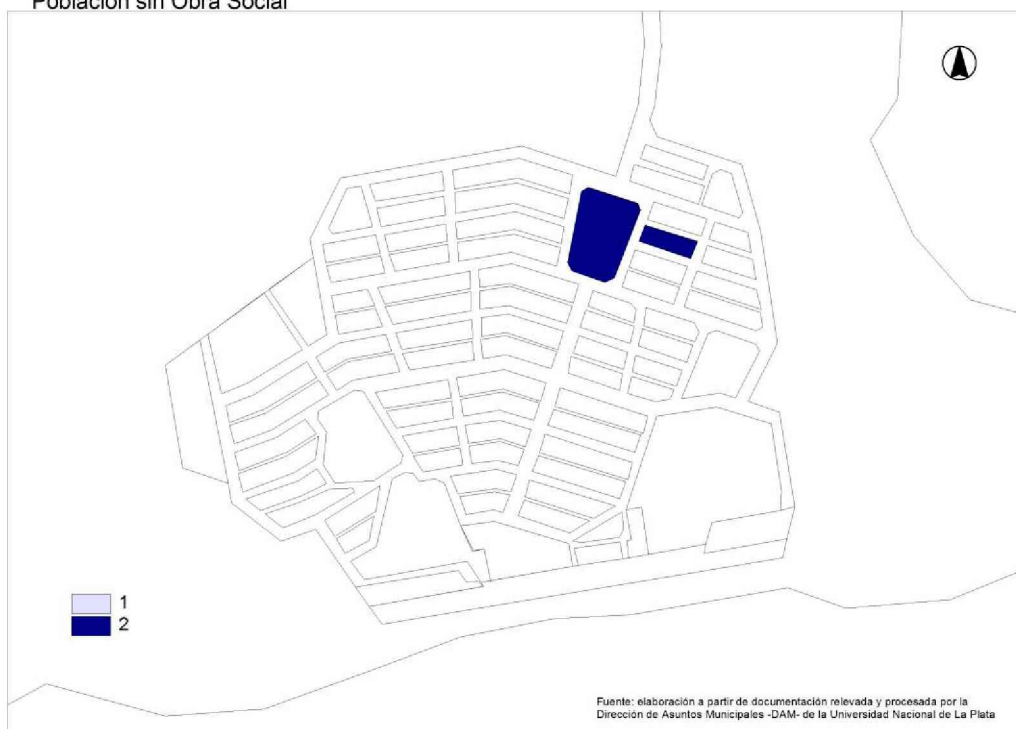 Población sin Obra Social
1
2
Fuente: elaboración a partir de documentación relevada y procesada por la
Dirección de Asuntos Municipales -DAM- de la Universidad Nacional de La Plata